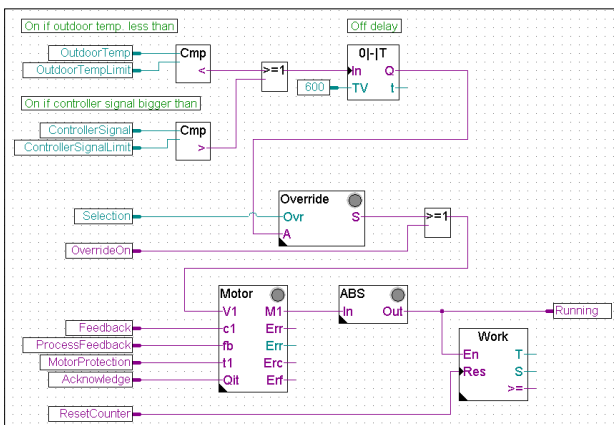 On if outdoor temp. less than
Off delay
OutdoorTemp
OutdoorTempLimit
Cmp
<
>=1
0|-|T
In Q
600
TV t
On if controller signal bigger than
ControllerSignal
ControllerSignalLimit
Cmp
>
Override
Selection
Ovr S
A
>=1
OverrideOn
Motor
V1 M1
ABS
In Out
Running
Feedback
c1 Err
ProcessFeedback
fb Err
MotorProtection
t1 Erc
Acknowledge
Qit Erf
Work
En T
Res S
>=
ResetCounter